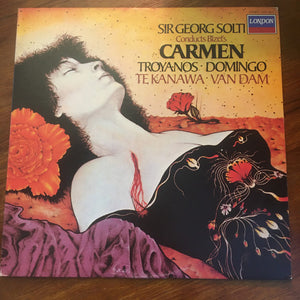 SIR GEORG SOLTI
Conducts Bizet's
CARMEN
TROYANOS · DOMINGO
TE KANAWA · VAN DAM
LONDON